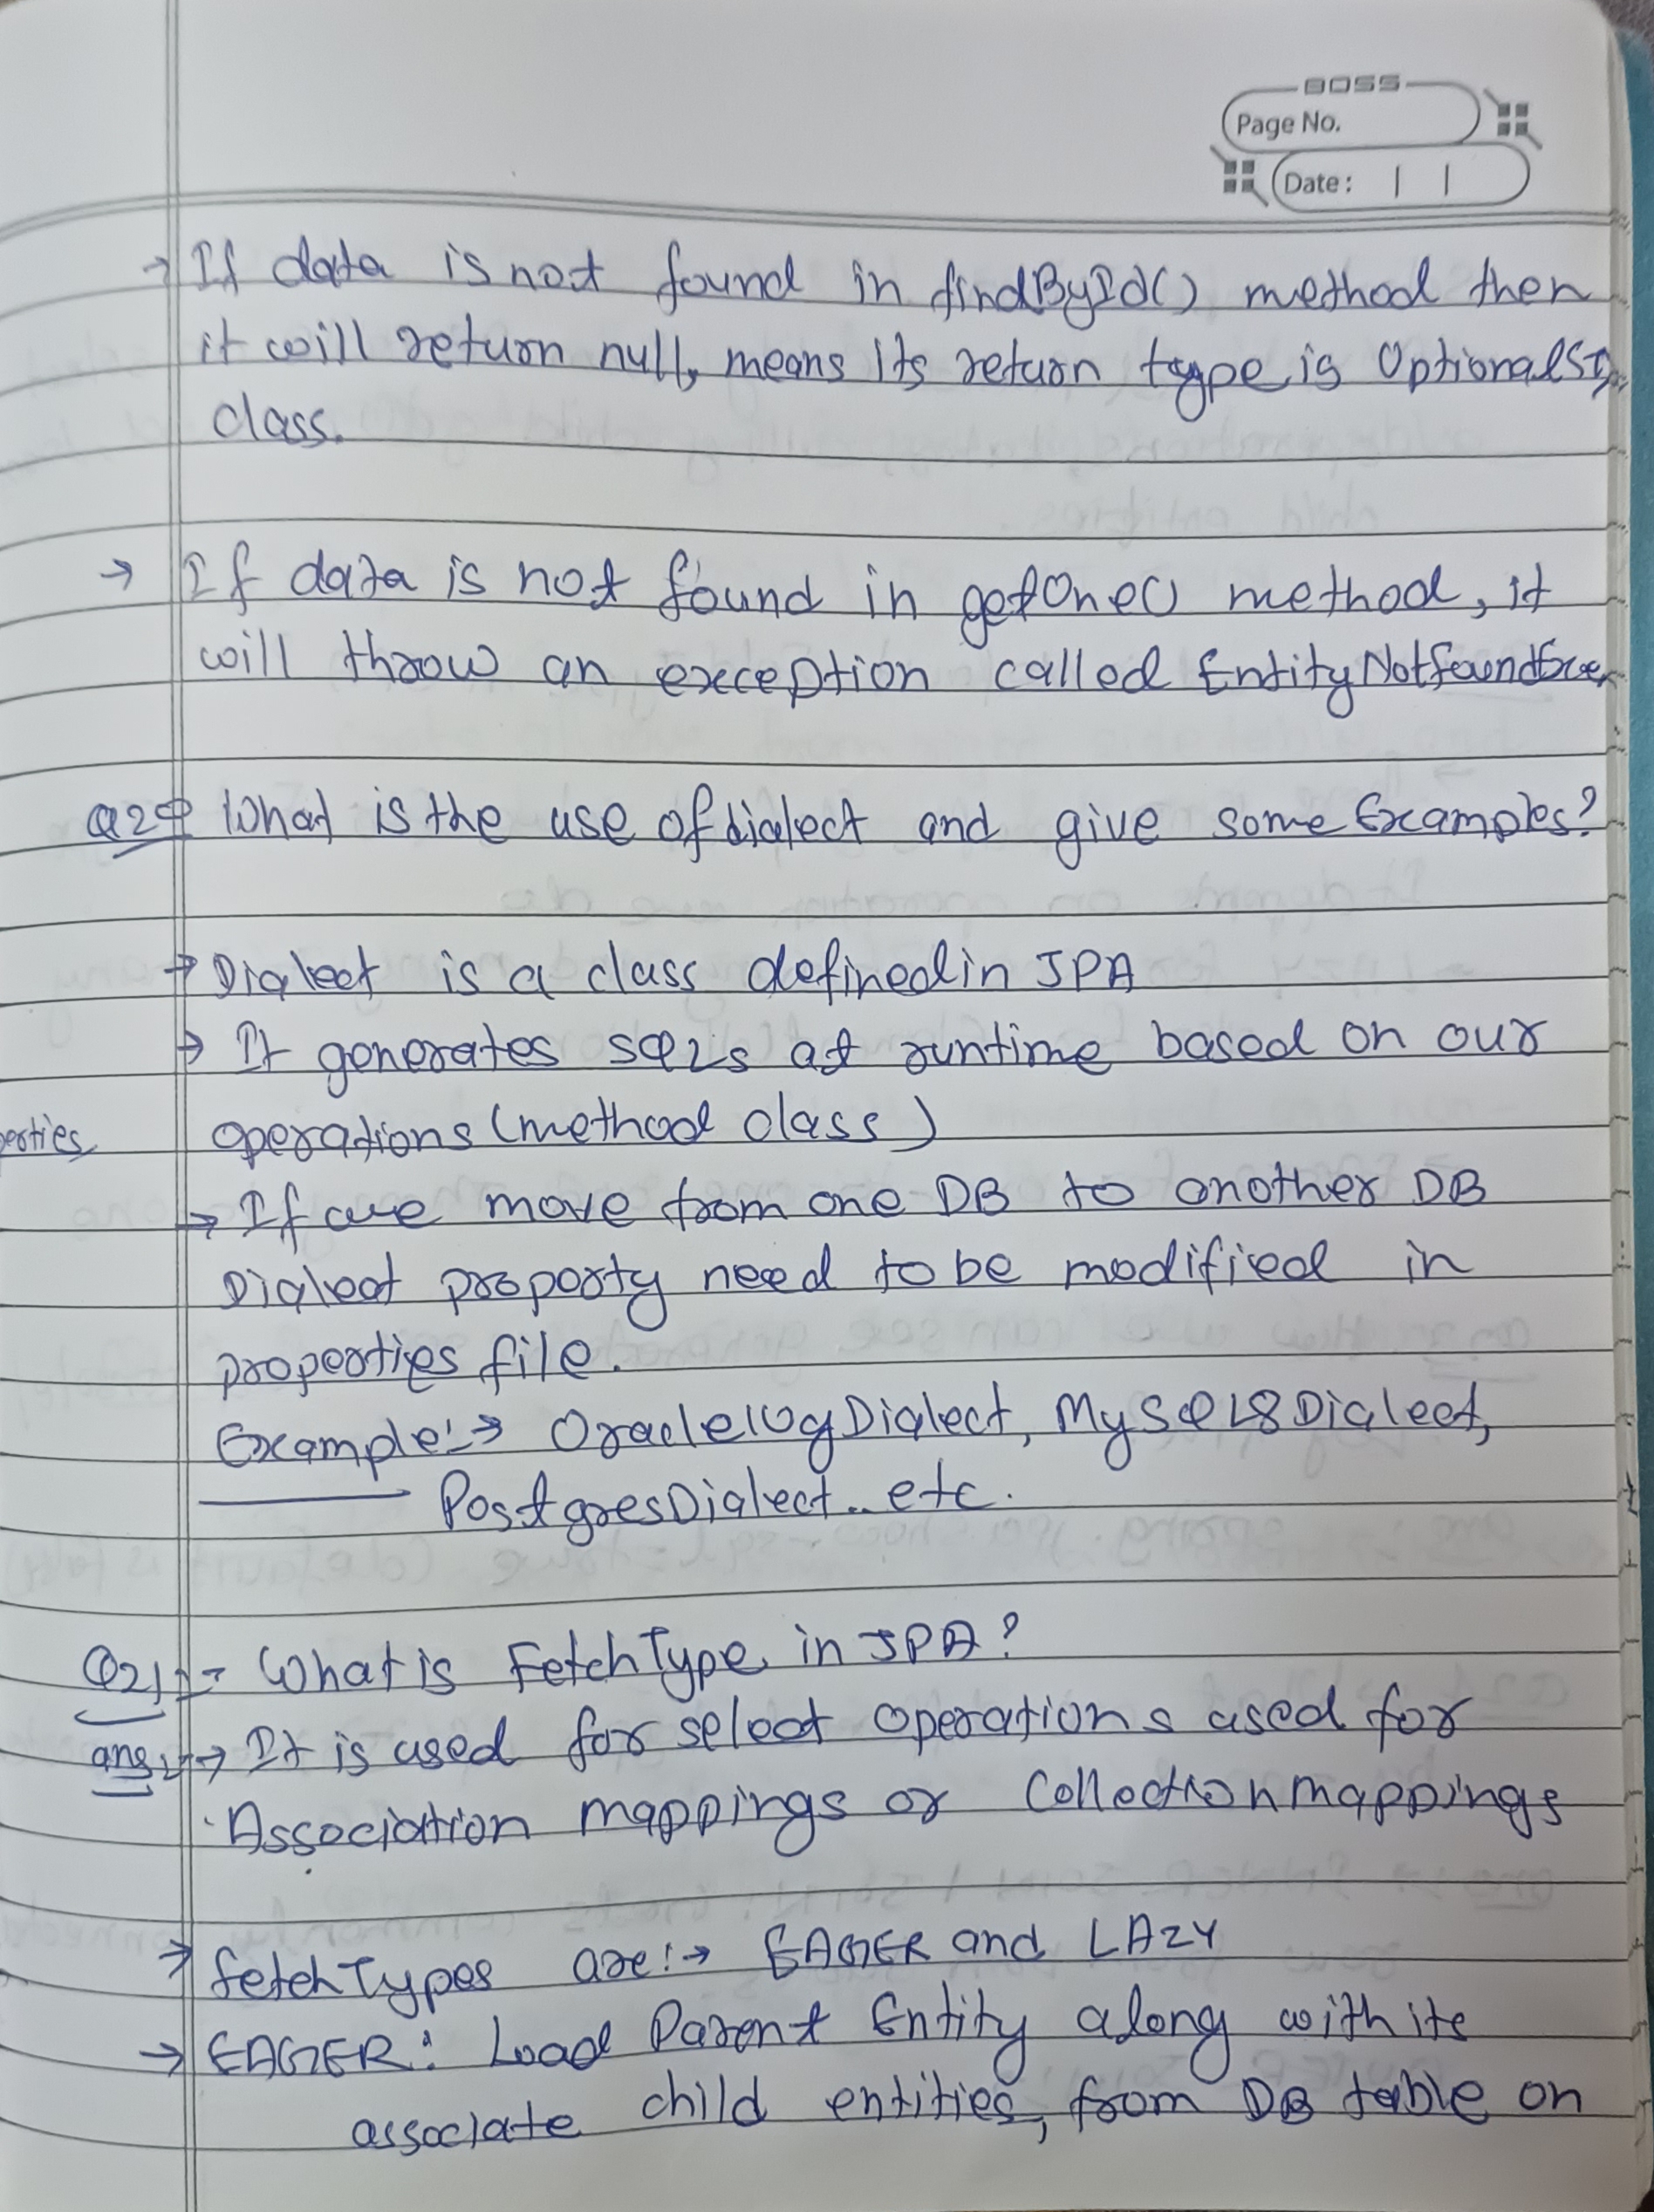 BOSS
Page No.
Date: | |
→ If data is not found in findById() method then
it will return null, means its return type is Optional<T>
class.
→ If data is not found in getOne() method, it
will throw an exception called EntityNotFoundExce
Q20 What is the use of dialect and give some Examples?
→ Dialect is a class defined in JPA
→ It generates SQLs at runtime based on our
perties
operations (method class)
→ If we move from one DB to another DB
Dialect property need to be modified in
properties file.
Example:→ Oracle10gDialect, MySQL8Dialect,
PostgresDialect.. etc.
Q21:- What is FetchType in JPA?
ans:→ It is used for select operations used for
Association mappings or Collection mappings
→ FetchTypes are:→ EAGER and LAZY
→ EAGER: Load Parent Entity along with its
associate child entities, from DB table on